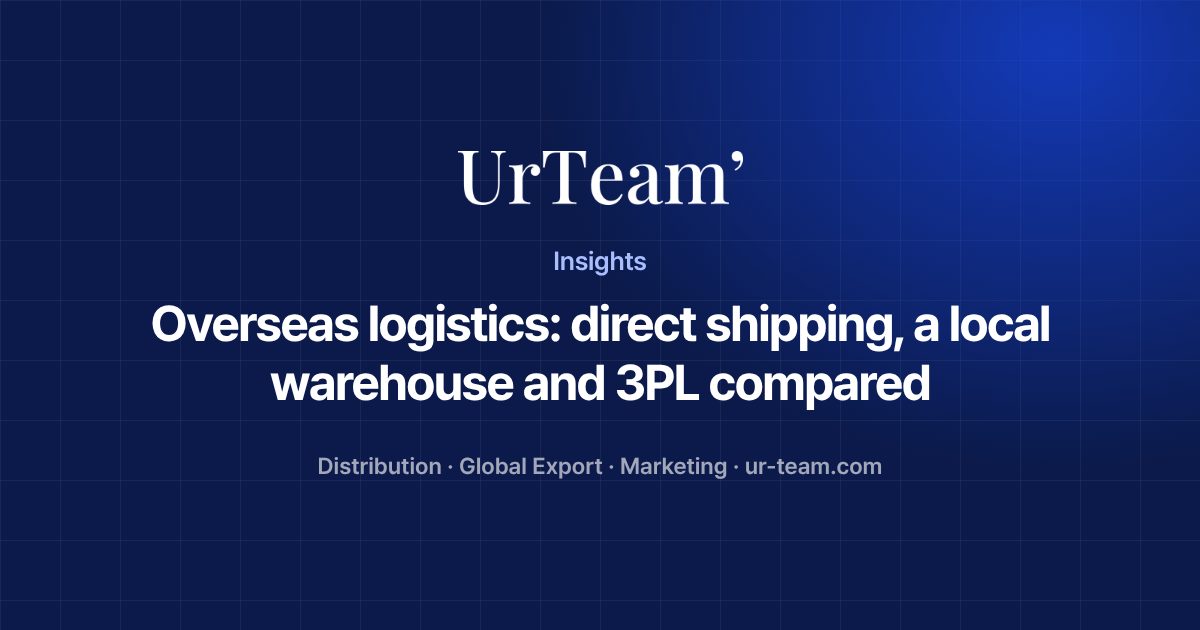 UrTeam’
Insights
Overseas logistics: direct shipping, a local
warehouse and 3PL compared
Distribution · Global Export · Marketing · ur-team.com